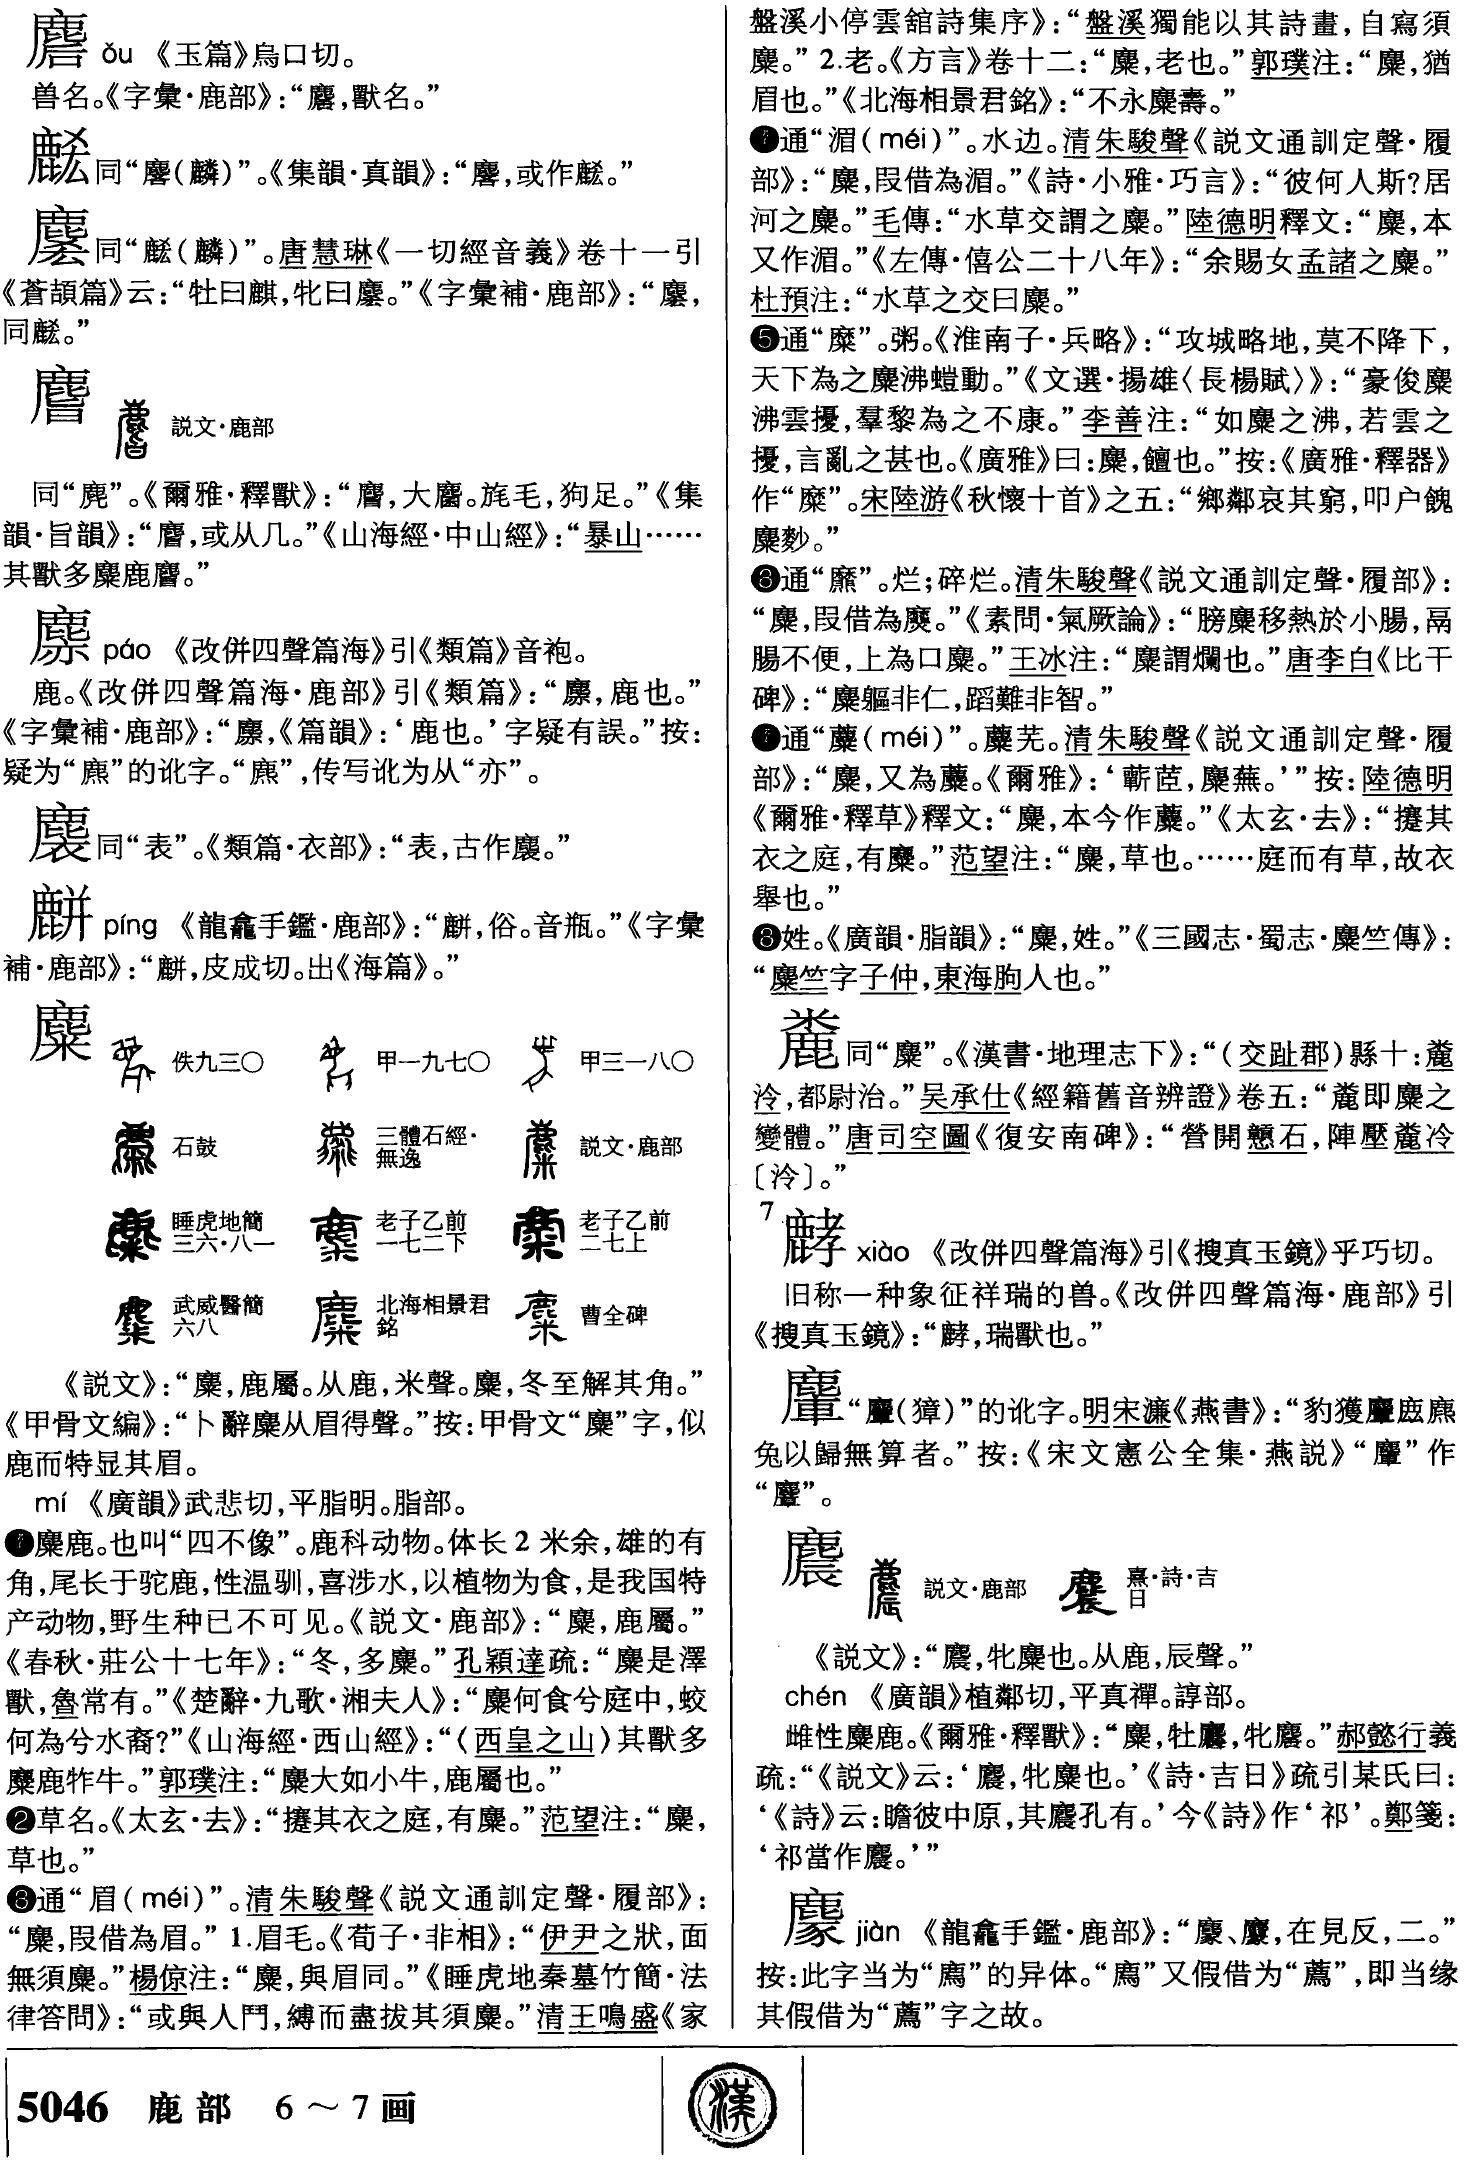 ǒu 《玉篇》烏口切。
兽名。《字彙·鹿部》：“，獸名。”
同“麐(麟)”。《集韻·真韻》：“麐，或作。”
同“(麟)”。唐慧琳《一切經音義》卷十一引
《蒼頡篇》云：“牡曰麒，牝曰。”《字彙補·鹿部》：“，
同。”
麔 説文·鹿部
同“麂”。《爾雅·釋獸》：“，大麕。旄毛，狗足。”《集
韻·旨韻》：“，或从几。”《山海經·中山經》：“暴山……
其獸多麋鹿。”
páo 《改併四聲篇海》引《類篇》音袍。
鹿。《改併四聲篇海·鹿部》引《類篇》：“，鹿也。”
《字彙補·鹿部》：“，《篇韻》：‘鹿也。’字疑有誤。”按：
疑为“麃”的讹字。“麃”，传写讹为从“亦”。
同“表”。《類篇·衣部》：“表，古作。”
píng 《龍龕手鑑·鹿部》：“，俗。音瓶。”《字彙
補·鹿部》：“，皮成切。出《海篇》。”
麋 佚九三〇 甲一九七〇 甲三一八〇
石鼓 三體石經·無逸 説文·鹿部
睡虎地簡三六·八一 老子乙前一七二下 老子乙前二七上
武威醫簡六八 北海相景君銘 曹全碑
《説文》：“麋，鹿屬。从鹿，米聲。麋，冬至解其角。”
《甲骨文編》：“卜辭麋从眉得聲。”按：甲骨文“麋”字，似
鹿而特显其眉。
mí 《廣韻》武悲切，平脂明。脂部。
❶麋鹿。也叫“四不像”。鹿科动物。体长2米余，雄的有
角，尾长于驼鹿，性温驯，喜涉水，以植物为食，是我国特
产动物，野生种已不可见。《説文·鹿部》：“麋，鹿屬。”
《春秋·莊公十七年》：“冬，多麋。”孔穎達疏：“麋是澤
獸，魯常有。”《楚辭·九歌·湘夫人》：“麋何食兮庭中，蛟
何為兮水裔？”《山海經·西山經》：“（西皇之山）其獸多
麋鹿㸲牛。”郭璞注：“麋大如小牛，鹿屬也。”
❷草名。《太玄·去》：“攓其衣之庭，有麋。”范望注：“麋，
草也。”
❸通“眉(méi)”。清朱駿聲《説文通訓定聲·履部》：
“麋，叚借為眉。”1.眉毛。《荀子·非相》：“伊尹之狀，面
無須麋。”楊倞注：“麋，與眉同。”《睡虎地秦墓竹簡·法
律答問》：“或與人鬥，縛而盡拔其須麋。”清王鳴盛《家
盤溪小停雲舘詩集序》：“盤溪獨能以其詩畫，自寫須
麋。”2.老。《方言》卷十二：“麋，老也。”郭璞注：“麋，猶
眉也。”《北海相景君銘》：“不永麋壽。”
通“湄(méi)”。水边。清朱駿聲《説文通訓定聲·履
部》：“麋，叚借為湄。”《詩·小雅·巧言》：“彼何人斯？居
河之麋。”毛傳：“水草交謂之麋。”陸德明釋文：“麋，本
又作湄。”《左傳·僖公二十八年》：“余賜女孟諸之麋。”
杜預注：“水草之交曰麋。”
❺通“糜”。粥。《淮南子·兵略》：“攻城略地，莫不降下，
天下為之麋沸螘動。”《文選·揚雄〈長楊賦〉》：“豪俊麋
沸雲擾，羣黎為之不康。”李善注：“如麋之沸，若雲之
擾，言亂之甚也。《廣雅》曰：麋，饘也。”按：《廣雅·釋器》
作“糜”。宋陸游《秋懷十首》之五：“鄉鄰哀其窮，叩户餽
麋麨。”
❻通“䊳”。烂；碎烂。清朱駿聲《説文通訓定聲·履部》：
“麋，叚借為。”《素問·氣厥論》：“膀麋移熱於小腸，鬲
腸不便，上為口麋。”王冰注：“麋謂爛也。”唐李白《比干
碑》：“麋軀非仁，蹈難非智。”
❼通“蘪(méi)”。蘪芜。清朱駿聲《説文通訓定聲·履
部》：“麋，又為蘪。《爾雅》：‘蘄茝，麋蕪。’”按：陸德明
《爾雅·釋草》釋文：“麋，本今作蘪。”《太玄·去》：“攓其
衣之庭，有麋。”范望注：“麋，草也。……庭而有草，故衣
舉也。”
❽姓。《廣韻·脂韻》：“麋，姓。”《三國志·蜀志·麋竺傳》：
“麋竺字子仲，東海朐人也。”
同“麋”。《漢書·地理志下》：“（交趾郡）縣十：
泠，都尉治。”吴承仕《經籍舊音辨證》卷五：“即麋之
變體。”唐司空圖《復安南碑》：“營開戇石，陣壓冷
〔泠〕。”
7
xiào 《改併四聲篇海》引《搜真玉鏡》乎巧切。
旧称一种象征祥瑞的兽。《改併四聲篇海·鹿部》引
《搜真玉鏡》：“，瑞獸也。”
“麞(獐)”的讹字。明宋濂《燕書》：“豹獲麀麃
兔以歸無算者。”按：《宋文憲公全集·燕説》“”作
“麞”。
麎 説文·鹿部 熹·詩·吉日
《説文》：“麎，牝麋也。从鹿，辰聲。”
chén 《廣韻》植鄰切，平真禪。諄部。
雌性麋鹿。《爾雅·釋獸》：“麋，牡麔，牝麎。”郝懿行義
疏：“《説文》云：‘麎，牝麋也。’《詩·吉日》疏引某氏曰：
‘《詩》云：瞻彼中原，其麎孔有。’今《詩》作‘祁’。鄭箋：
‘祁當作麎。’”
jiàn 《龍龕手鑑·鹿部》：“、，在見反，二。”
按：此字当为“廌”的异体。“廌”又假借为“薦”，即当缘
其假借为“薦”字之故。
5046 鹿部 6～7画
漢